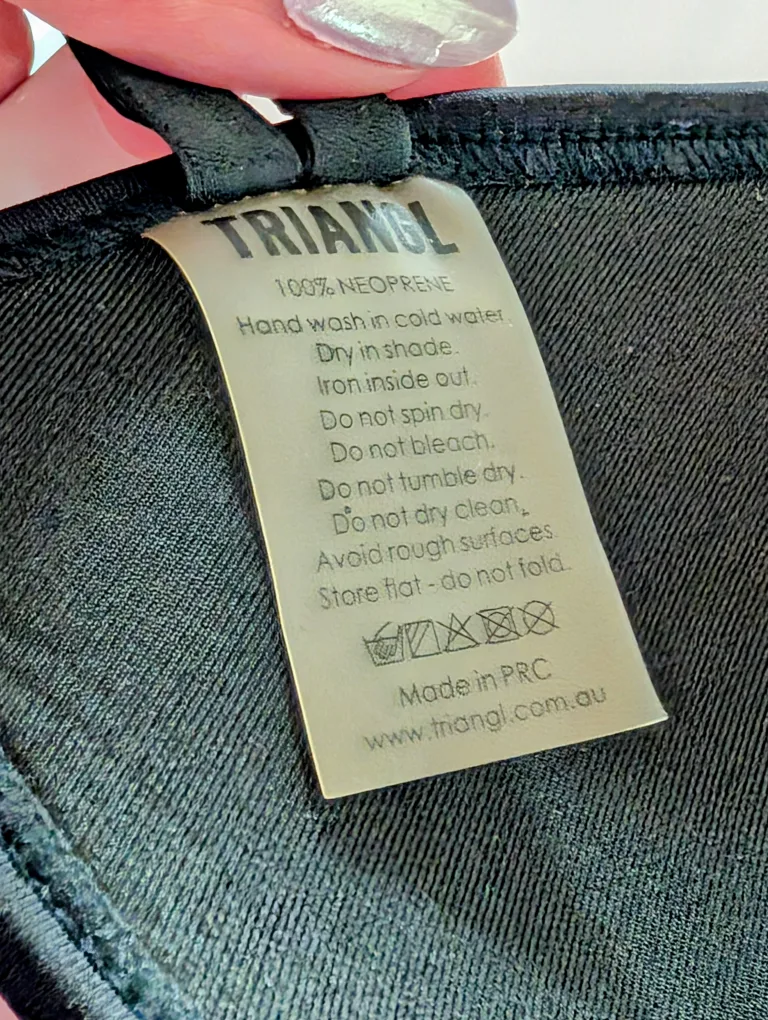 TRIANGL
100% NEOPRENE
Hand wash in cold water.
Dry in shade.
Iron inside out.
Do not spin dry.
Do not bleach.
Do not tumble dry.
Do not dry clean.
Avoid rough surfaces.
Store flat - do not fold.
Made in PRC
www.triangl.com.au